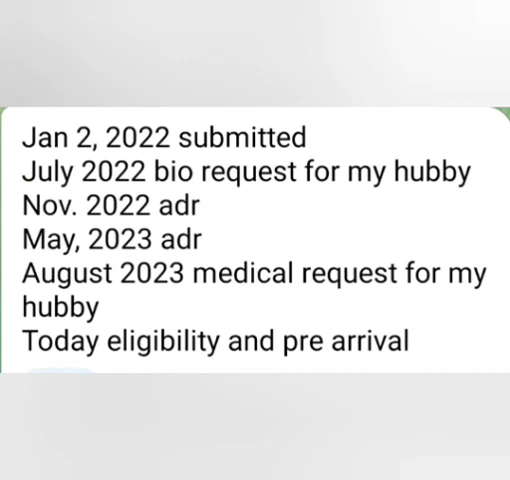 Jan 2, 2022 submitted
July 2022 bio request for my hubby
Nov. 2022 adr
May, 2023 adr
August 2023 medical request for my
hubby
Today eligibility and pre arrival